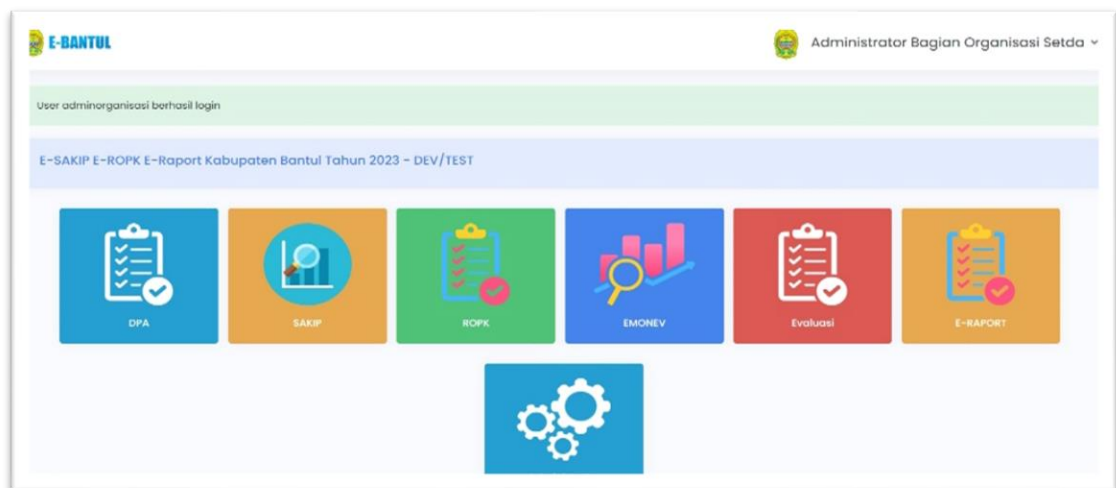 E-BANTUL
Administrator Bagian Organisasi Setda
User adminorganisasi berhasil login
E-SAKIP E-ROPK E-Raport Kabupaten Bantul Tahun 2023 - DEV/TEST
DPA
SAKIP
ROPK
EMONEV
Evaluasi
E-RAPORT